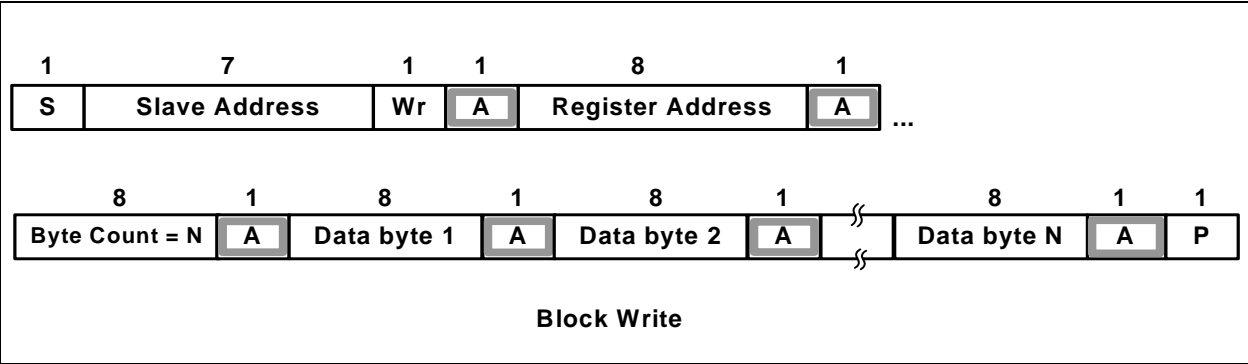 1 7 1 1 8 1
S Slave Address Wr A Register Address A ...
8 1 8 1 8 1 8 1 1
Byte Count = N A Data byte 1 A Data byte 2 A Data byte N A P
Block Write